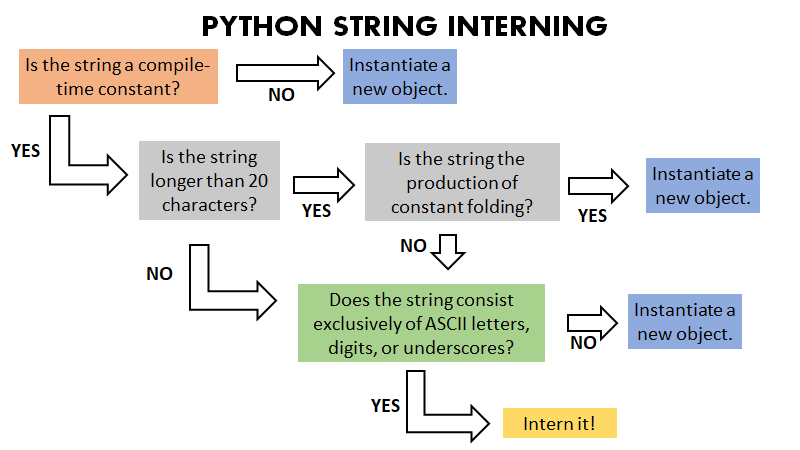 PYTHON STRING INTERNING
Is the string a compile-
time constant?
NO
Instantiate a
new object.
YES
Is the string
longer than 20
characters?
YES
Is the string the
production of
constant folding?
YES
Instantiate a
new object.
NO
NO
Does the string consist
exclusively of ASCII letters,
digits, or underscores?
NO
Instantiate a
new object.
YES
Intern it!